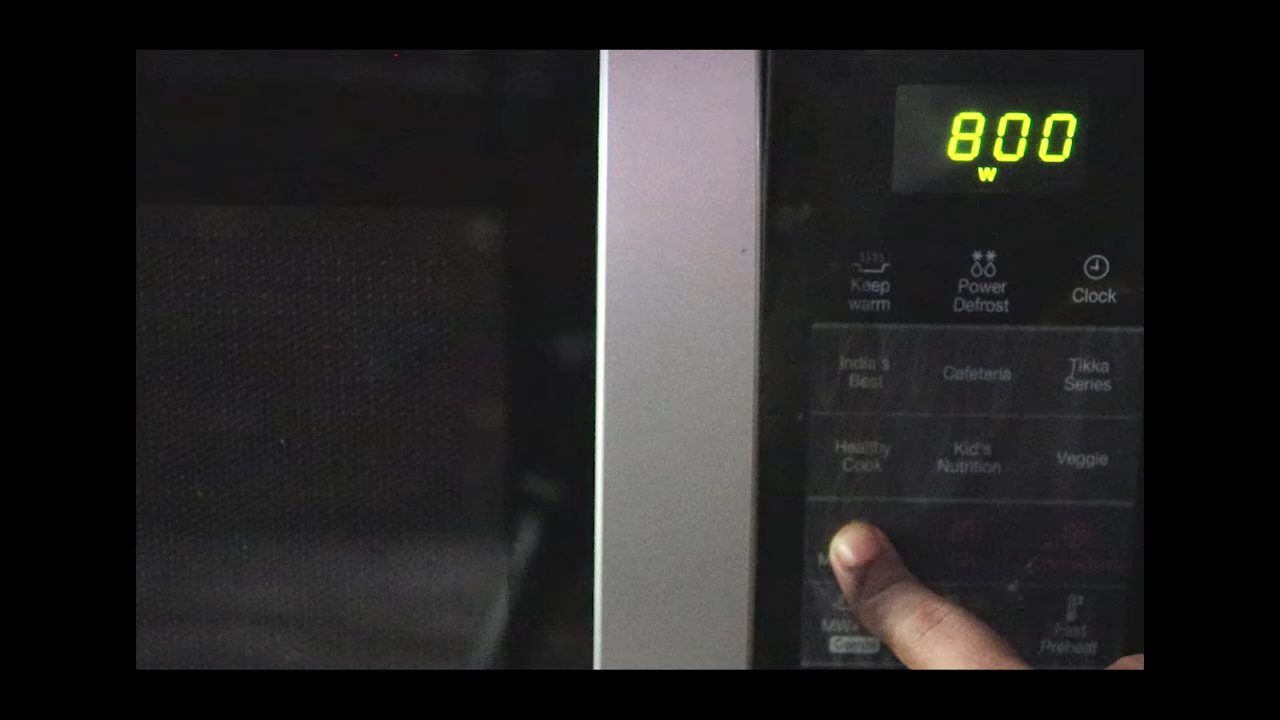 800
W
Keep
warm
Power
Defrost
Clock
India's
Best
Cafeteria
Tikka
Series
Healthy
Cook
Kid's
Nutrition
Veggie
Fast
Preheat